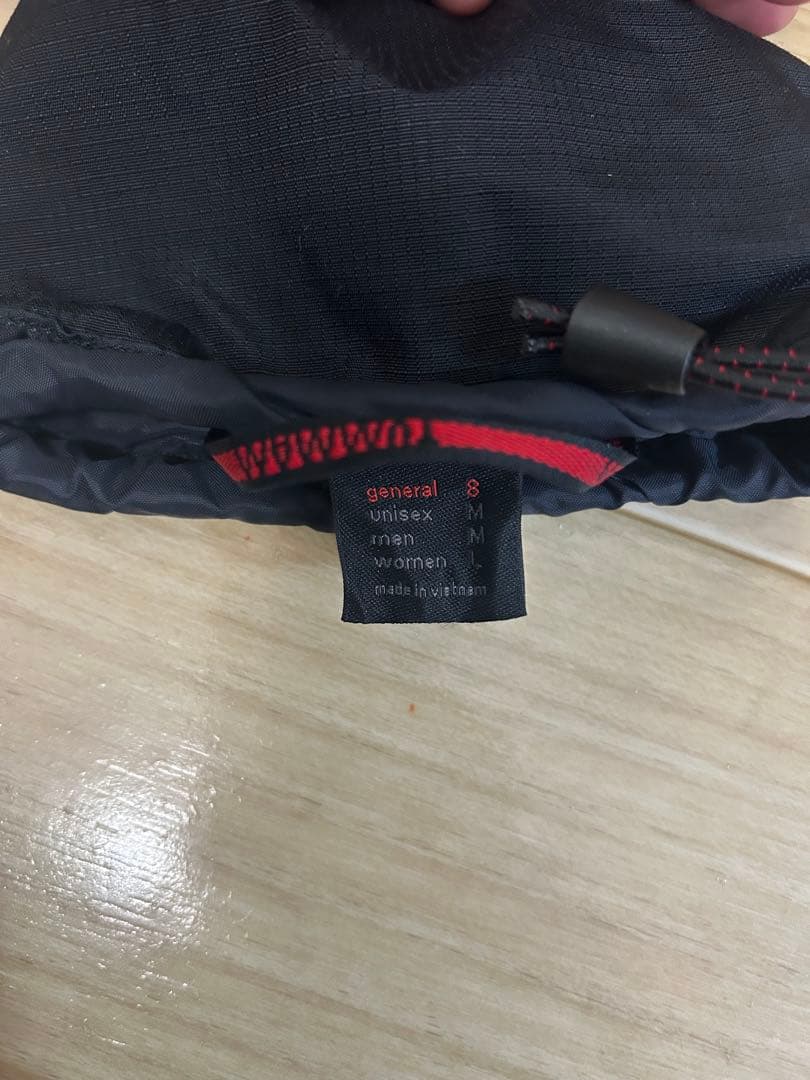 general 8
unisex M
men M
women L
made in vietnam